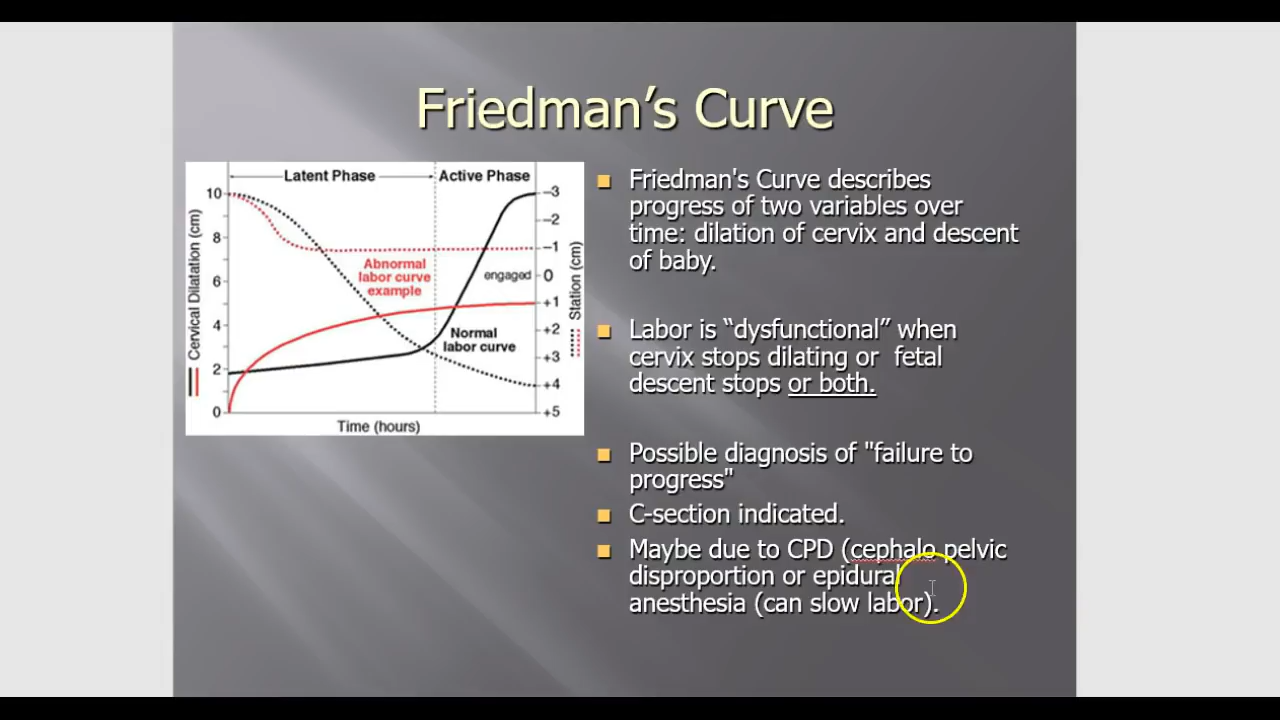 Friedman's Curve
Latent Phase
Active Phase
10
8
6
4
2
0
Cervical Dilatation (cm)
Abnormal
labor curve
example
Normal
labor curve
engaged
–3
–2
–1
0
+1
+2
+3
+4
+5
Station (cm)
Time (hours)
Friedman's Curve describes
progress of two variables over
time: dilation of cervix and descent
of baby.
Labor is “dysfunctional” when
cervix stops dilating or fetal
descent stops or both.
Possible diagnosis of "failure to
progress"
C-section indicated.
Maybe due to CPD (cephalo pelvic
disproportion or epidural
anesthesia (can slow labor).